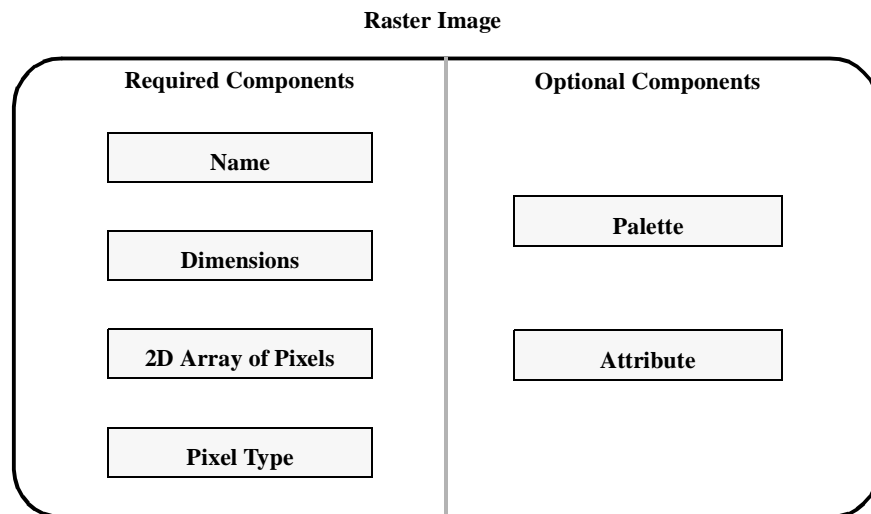 Raster Image
Required Components
Name
Dimensions
2D Array of Pixels
Pixel Type
Optional Components
Palette
Attribute